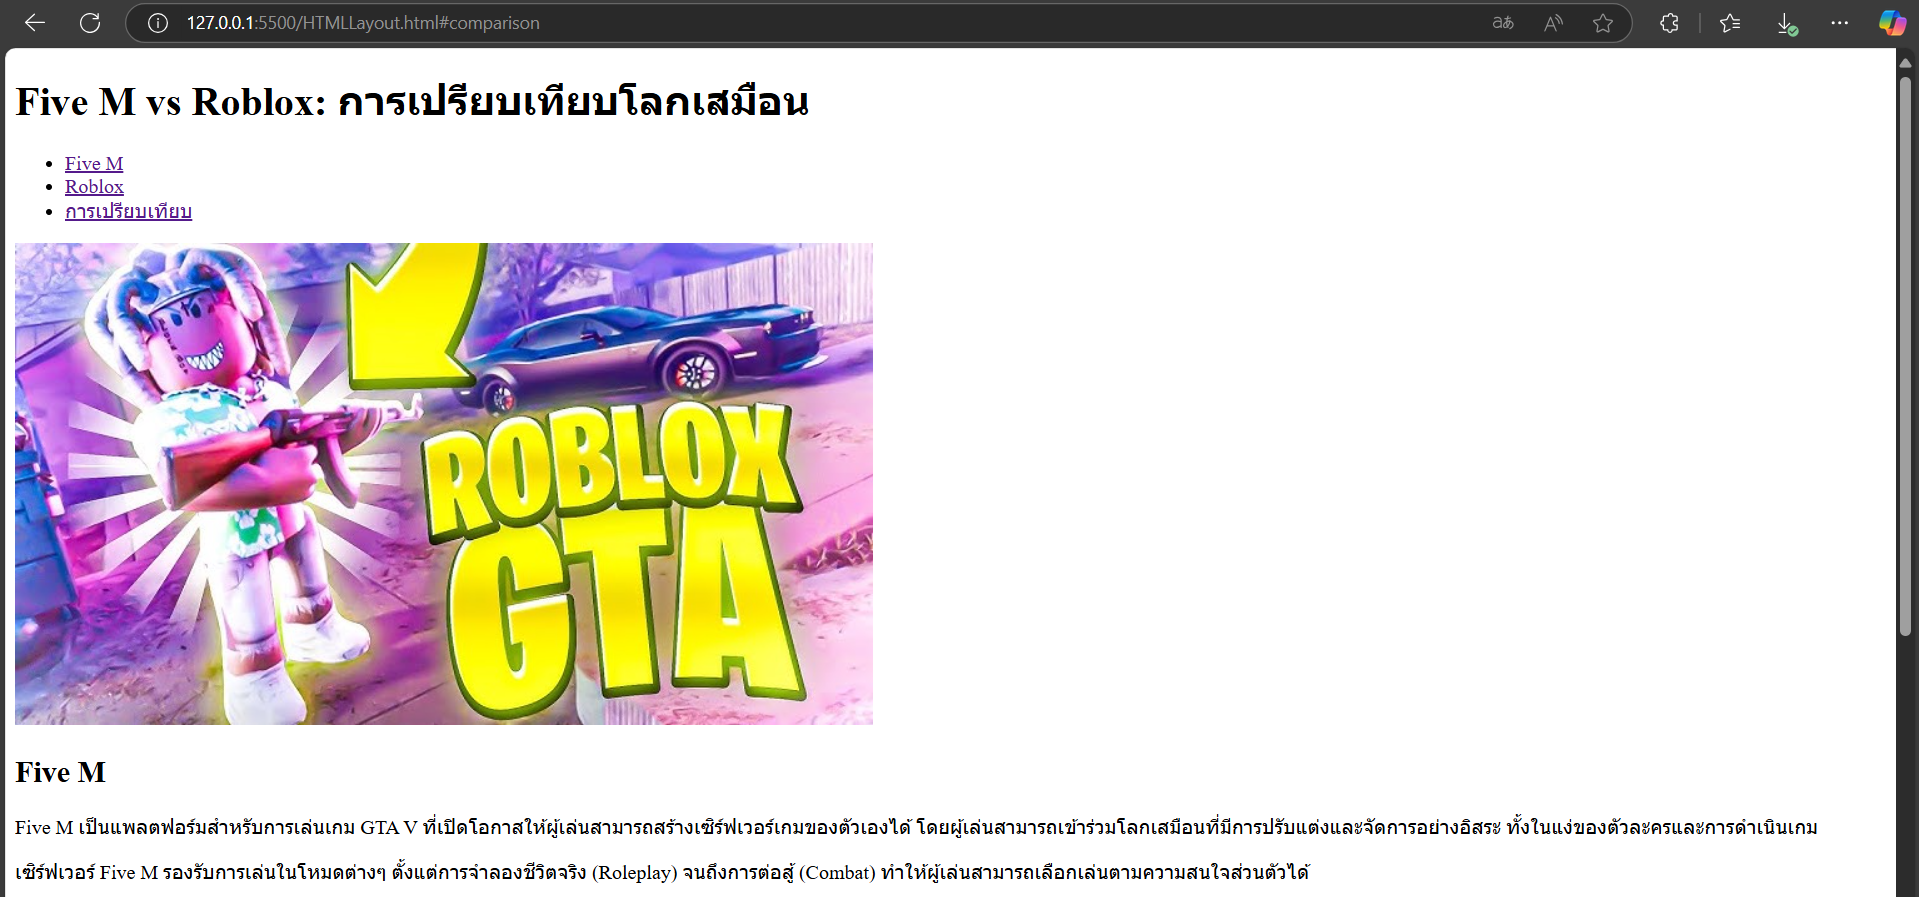 127.0.0.1:5500/HTMLLayout.html#comparison
Five M vs Roblox: การเปรียบเทียบโลกเสมือน
Five M
Roblox
การเปรียบเทียบ
ROBLOX
GTA
Five M
Five M เป็นแพลตฟอร์มสำหรับการเล่นเกม GTA V ที่เปิดโอกาสให้ผู้เล่นสามารถสร้างเซิร์ฟเวอร์เกมของตัวเองได้ โดยผู้เล่นสามารถเข้าร่วมโลกเสมือนที่มีการปรับแต่งและจัดการอย่างอิสระ ทั้งในแง่ของตัวละครและการดำเนินเกม
เซิร์ฟเวอร์ Five M รองรับการเล่นในโหมดต่างๆ ตั้งแต่การจำลองชีวิตจริง (Roleplay) จนถึงการต่อสู้ (Combat) ทำให้ผู้เล่นสามารถเลือกเล่นตามความสนใจส่วนตัวได้